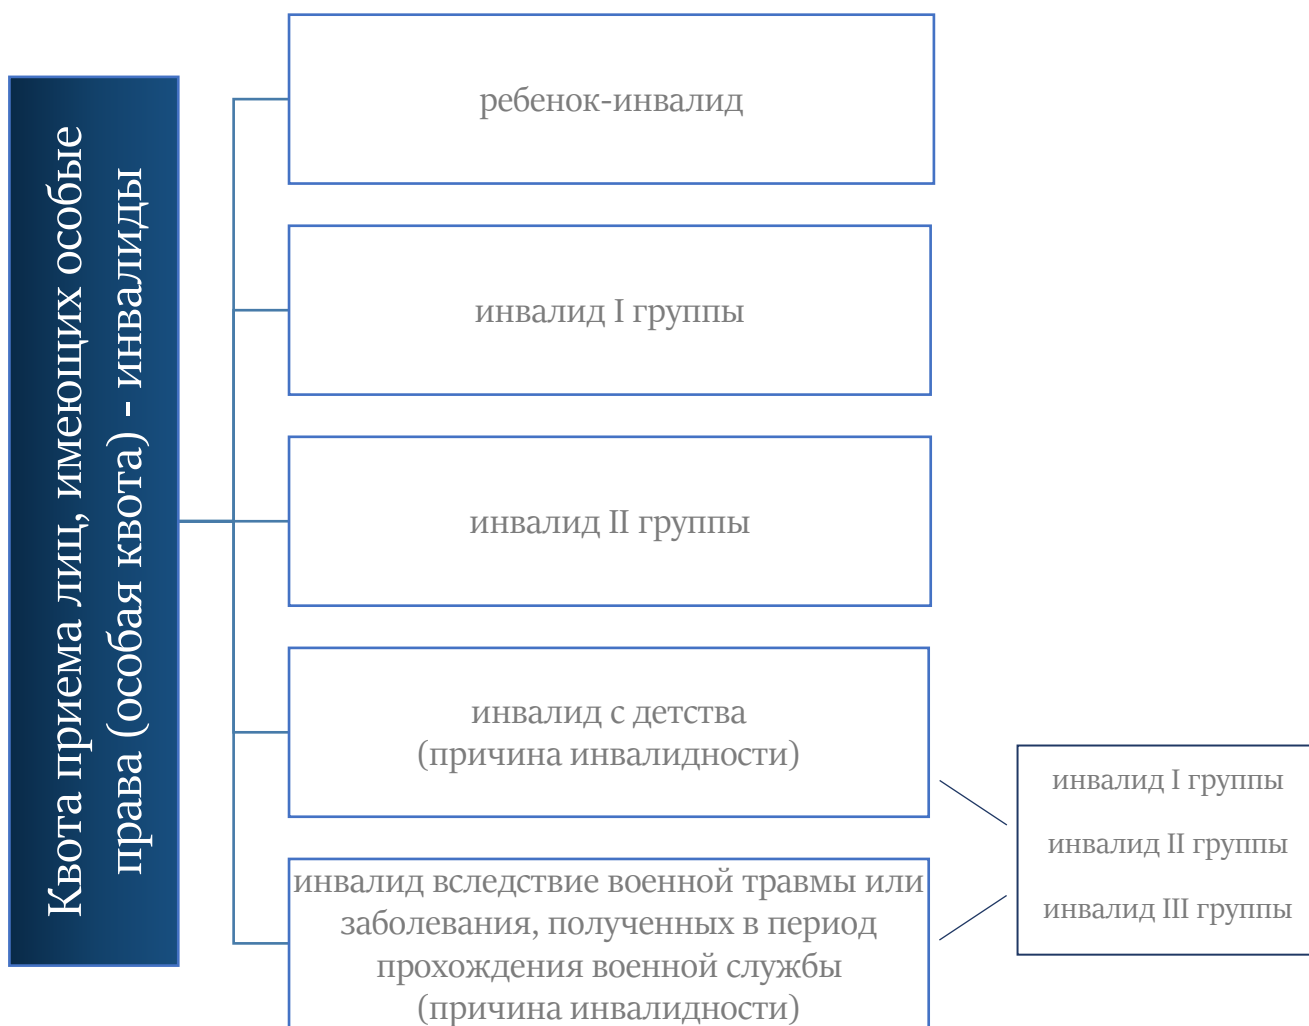 Квота приема лиц, имеющих особые
права (особая квота) - инвалиды
ребенок-инвалид
инвалид I группы
инвалид II группы
инвалид с детства
(причина инвалидности)
инвалид вследствие военной травмы или
заболевания, полученных в период
прохождения военной службы
(причина инвалидности)
инвалид I группы
инвалид II группы
инвалид III группы